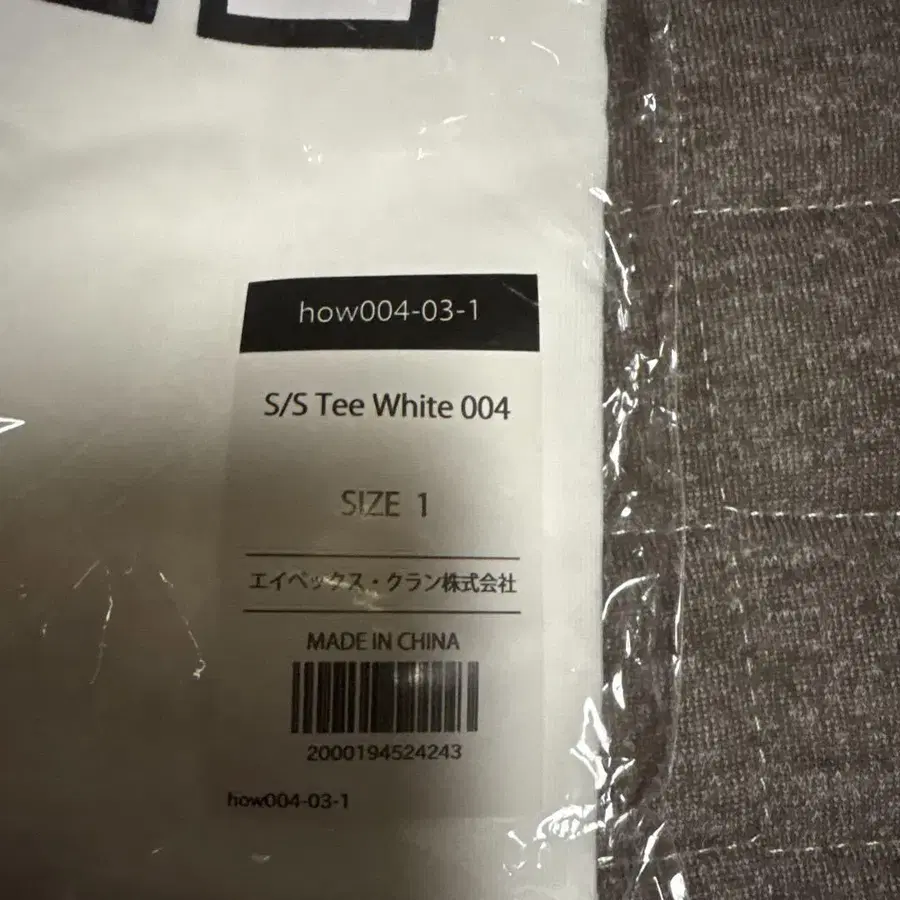 how004-03-1
S/S Tee White 004
SIZE 1
エイベックス・クラン株式会社
MADE IN CHINA
2000194524243
how004-03-1